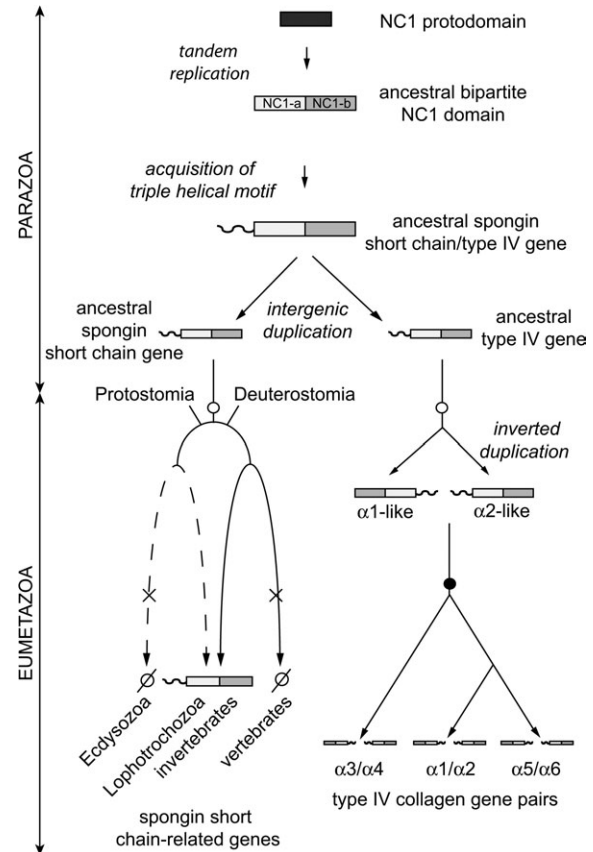 NC1 protodomain
tandem
replication
NC1-a NC1-b
ancestral bipartite
NC1 domain
acquisition of
triple helical motif
ancestral spongin
short chain/type IV gene
PARAZOA
ancestral
spongin
short chain gene
intergenic
duplication
ancestral
type IV gene
Protostomia
Deuterostomia
inverted
duplication
α1-like
α2-like
EUMETAZOA
Ecdysozoa
Lophotrochozoa
invertebrates
vertebrates
α3/α4
α1/α2
α5/α6
type IV collagen gene pairs
spongin short
chain-related genes